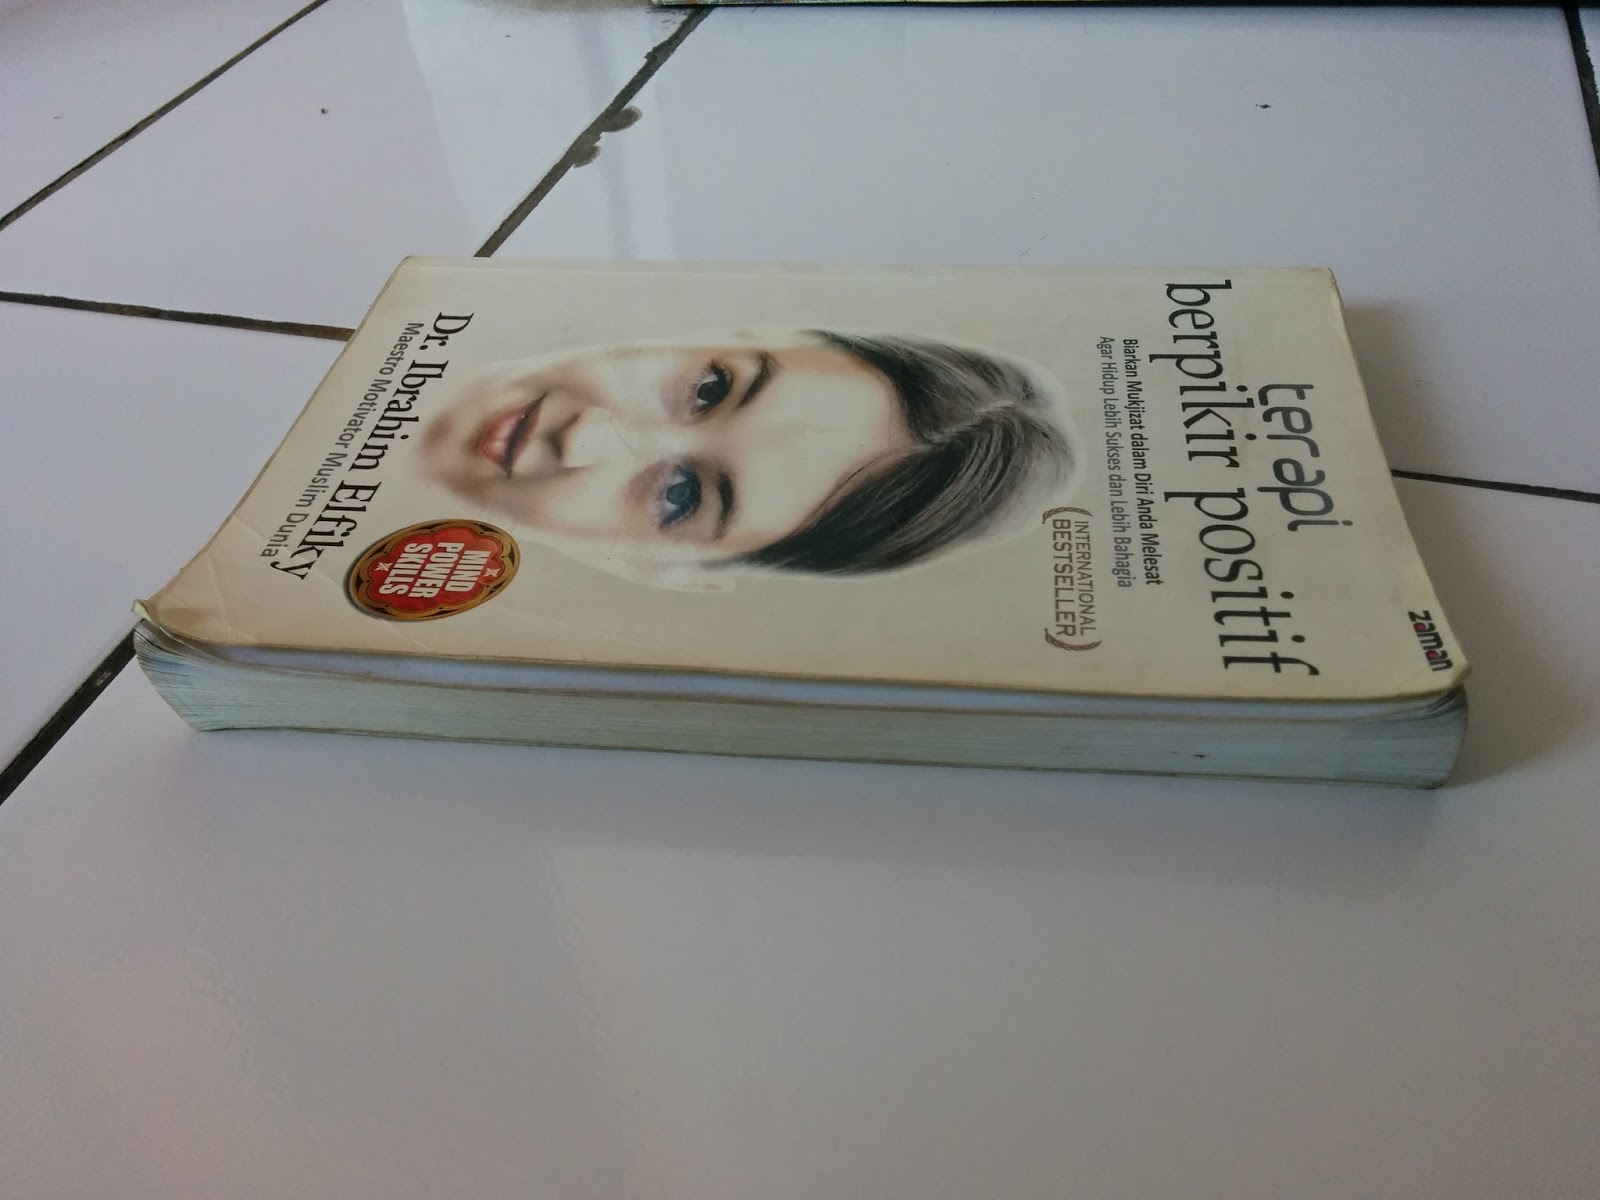 zaman
terapi
berpikir positif
Biarkan Mukjizat dalam Diri Anda Melesat
Agar Hidup Lebih Sukses dan Lebih Bahagia
INTERNATIONAL
BESTSELLER
MIND
POWER
SKILLS
Dr. Ibrahim Elfiky
Maestro Motivator Muslim Dunia